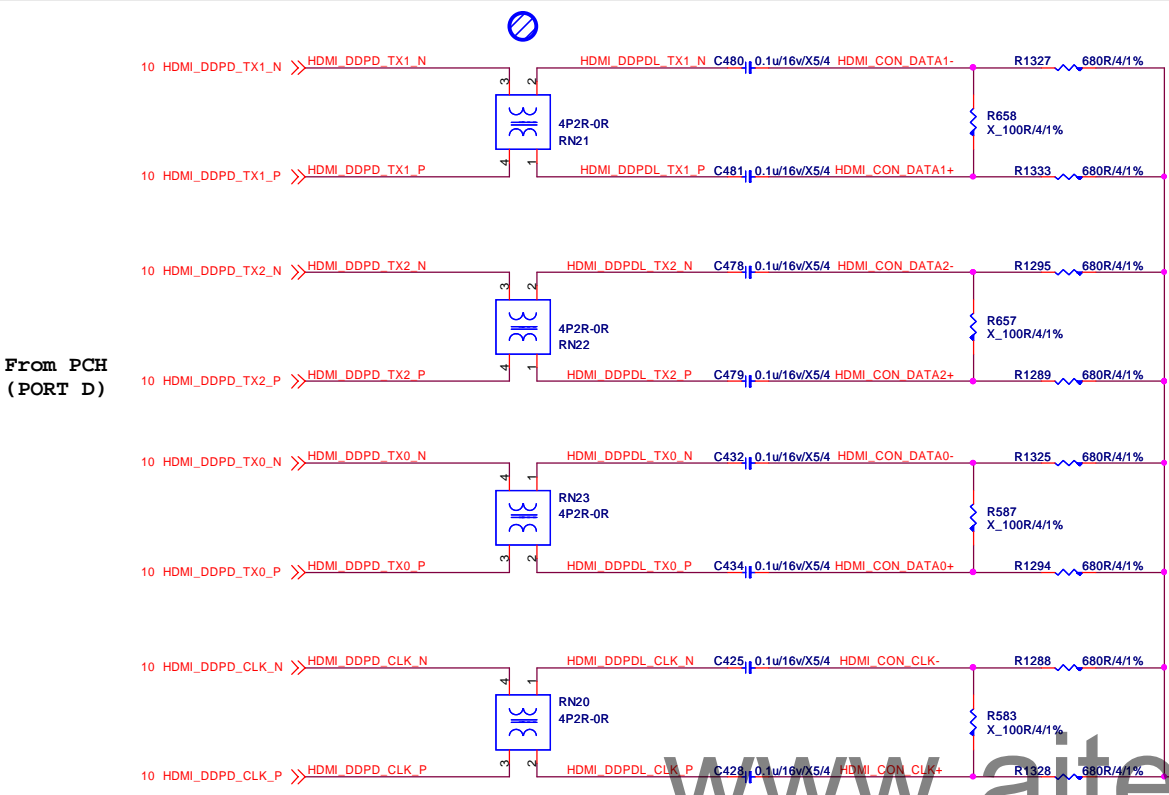 10 HDMI_DDPD_TX1_N HDMI_DDPD_TX1_N HDMI_DDPDL_TX1_N C480 0.1u/16v/X5/4 HDMI_CON_DATA1- R1327 680R/4/1%
3 2
4P2R-0R
RN21
R658
X_100R/4/1%
4 1
10 HDMI_DDPD_TX1_P HDMI_DDPD_TX1_P HDMI_DDPDL_TX1_P C481 0.1u/16v/X5/4 HDMI_CON_DATA1+ R1333 680R/4/1%
10 HDMI_DDPD_TX2_N HDMI_DDPD_TX2_N HDMI_DDPDL_TX2_N C478 0.1u/16v/X5/4 HDMI_CON_DATA2- R1295 680R/4/1%
3 2
4P2R-0R
RN22
R657
X_100R/4/1%
4 1
From PCH
(PORT D)
10 HDMI_DDPD_TX2_P HDMI_DDPD_TX2_P HDMI_DDPDL_TX2_P C479 0.1u/16v/X5/4 HDMI_CON_DATA2+ R1289 680R/4/1%
10 HDMI_DDPD_TX0_N HDMI_DDPD_TX0_N HDMI_DDPDL_TX0_N C432 0.1u/16v/X5/4 HDMI_CON_DATA0- R1325 680R/4/1%
4 1
RN23
4P2R-0R
R587
X_100R/4/1%
3 2
10 HDMI_DDPD_TX0_P HDMI_DDPD_TX0_P HDMI_DDPDL_TX0_P C434 0.1u/16v/X5/4 HDMI_CON_DATA0+ R1294 680R/4/1%
10 HDMI_DDPD_CLK_N HDMI_DDPD_CLK_N HDMI_DDPDL_CLK_N C425 0.1u/16v/X5/4 HDMI_CON_CLK- R1288 680R/4/1%
4 1
RN20
4P2R-0R
R583
X_100R/4/1%
3 2
10 HDMI_DDPD_CLK_P HDMI_DDPD_CLK_P HDMI_DDPDL_CLK_P C428 0.1u/16v/X5/4 HDMI_CON_CLK+ R1328 680R/4/1%
www.aite